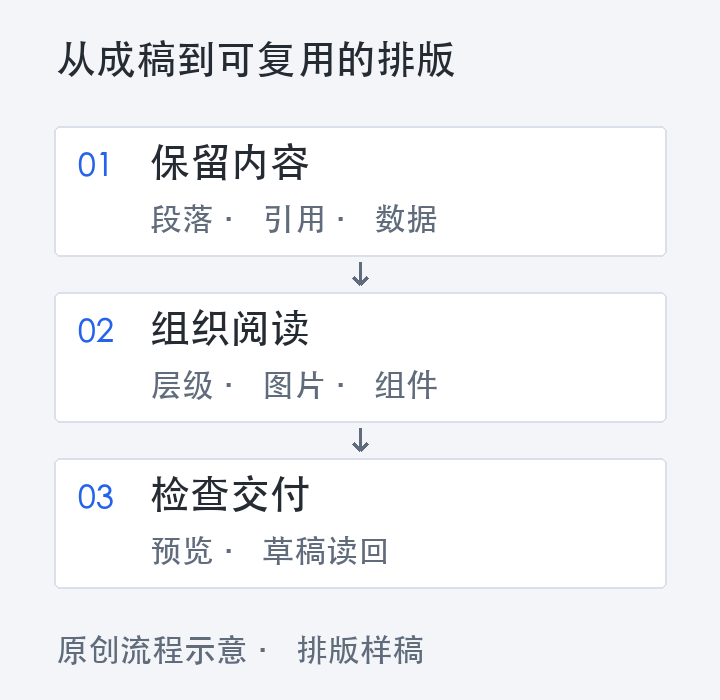 从成稿到可复用的排版
01 保留内容
段落 · 引用 · 数据
↓
02 组织阅读
层级 · 图片 · 组件
↓
03 检查交付
预览 · 草稿读回
原创流程示意 · 排版样稿